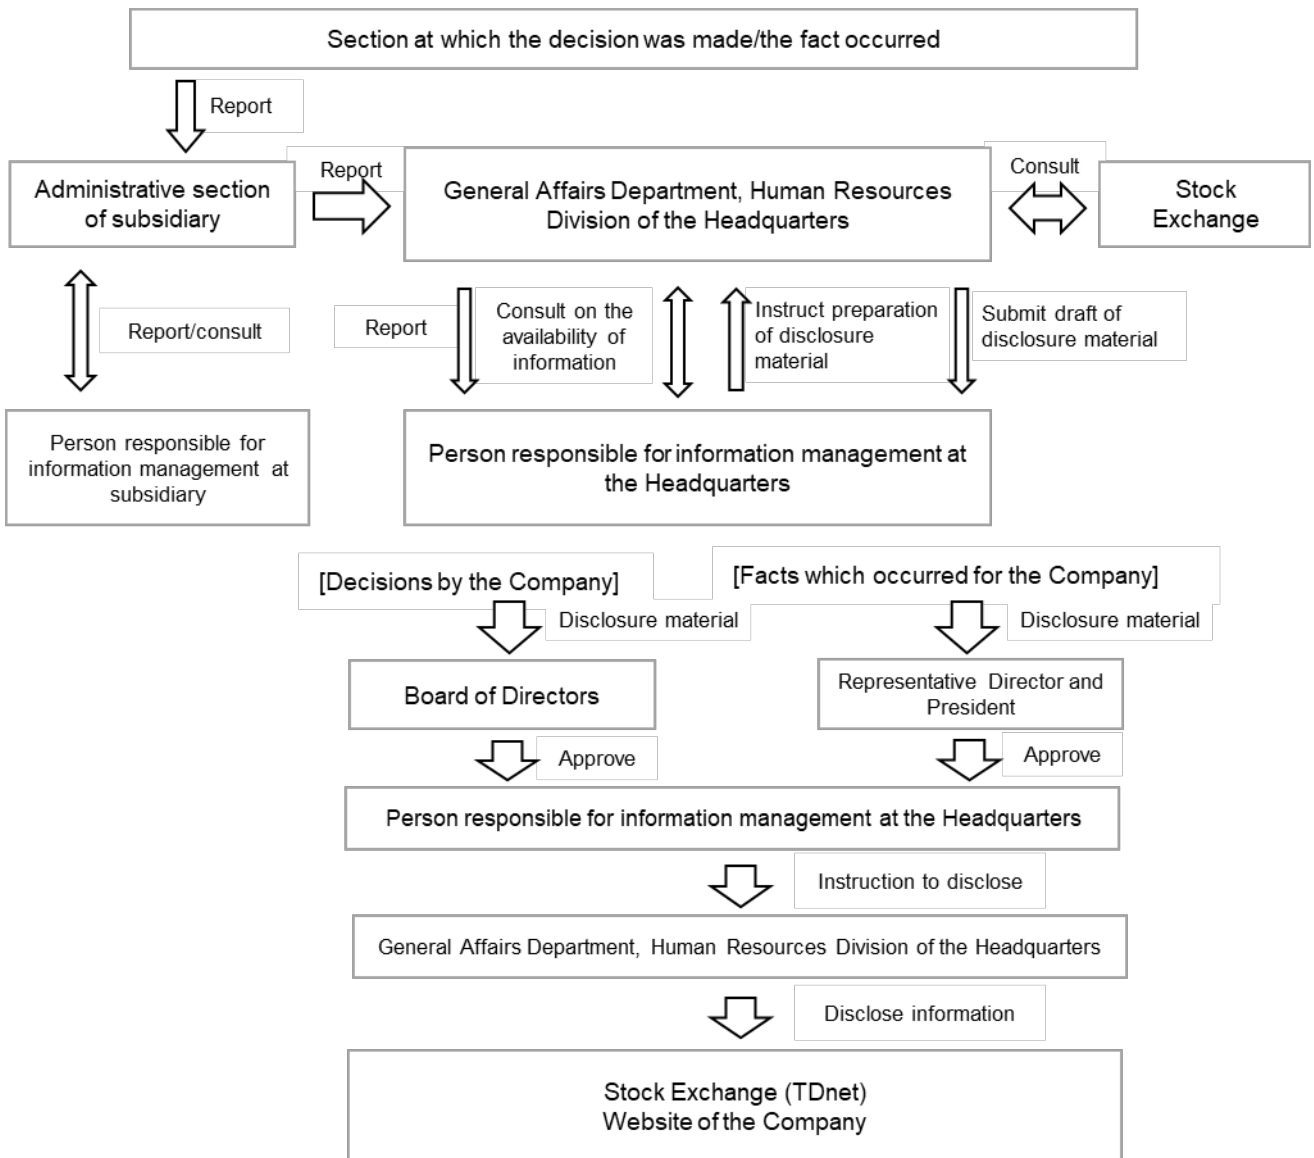 Section at which the decision was made/the fact occurred
Report
Administrative section
of subsidiary
Report
General Affairs Department, Human Resources
Division of the Headquarters
Consult
Stock
Exchange
Report/consult
Report
Consult on the
availability of
information
Instruct preparation
of disclosure
material
Submit draft of
disclosure material
Person responsible for
information management at
subsidiary
Person responsible for information management at
the Headquarters
[Decisions by the Company]
[Facts which occurred for the Company]
Disclosure material
Disclosure material
Board of Directors
Representative Director and
President
Approve
Approve
Person responsible for information management at the Headquarters
Instruction to disclose
General Affairs Department, Human Resources Division of the Headquarters
Disclose information
Stock Exchange (TDnet)
Website of the Company